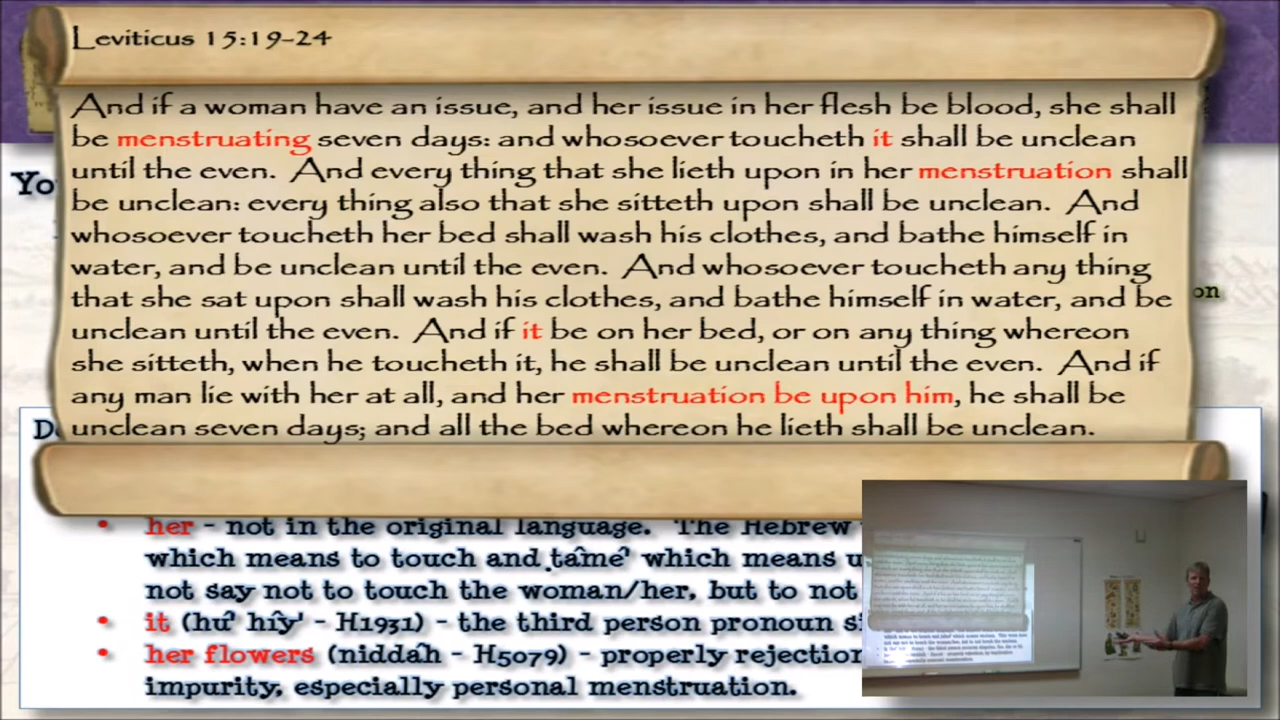 Leviticus 15:19-24
And if a woman have an issue, and her issue in her flesh be blood, she shall
be menstruating seven days: and whosoever toucheth it shall be unclean
until the even. And every thing that she lieth upon in her menstruation shall
be unclean: every thing also that she sitteth upon shall be unclean. And
whosoever toucheth her bed shall wash his clothes, and bathe himself in
water, and be unclean until the even. And whosoever toucheth any thing
that she sat upon shall wash his clothes, and bathe himself in water, and be
unclean until the even. And if it be on her bed, or on any thing whereon
she sitteth, when he toucheth it, he shall be unclean until the even. And if
any man lie with her at all, and her menstruation be upon him, he shall be
unclean seven days; and all the bed whereon he lieth shall be unclean.
• her - not in the original language. The Hebrew
which means to touch and ṭâmê' which means
not say not to touch the woman/her, but to not
• it (hû' hîy' - H1931) - the third person pronoun
• her (niddâh - H5079) - properly rejection
impurity, especially personal menstruation.